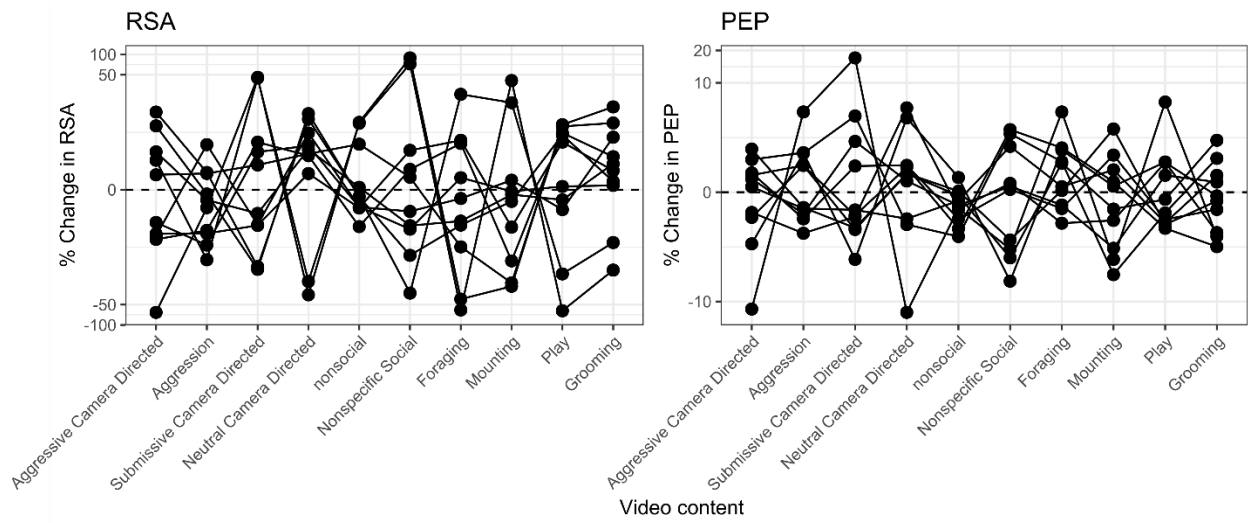 RSA
% Change in RSA
100
50
0
-50
-100
Aggressive Camera Directed
Aggression
Submissive Camera Directed
Neutral Camera Directed
nonsocial
Nonspecific Social
Foraging
Mounting
Play
Grooming
PEP
% Change in PEP
20
10
0
-10
Aggressive Camera Directed
Aggression
Submissive Camera Directed
Neutral Camera Directed
nonsocial
Nonspecific Social
Foraging
Mounting
Play
Grooming
Video content